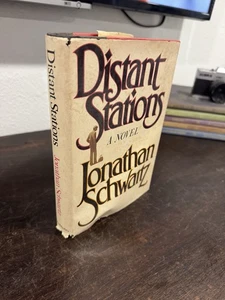 Distant
Stations
A NOVEL
Jonathan
Schwartz
Distant Stations
Jonathan Schwartz